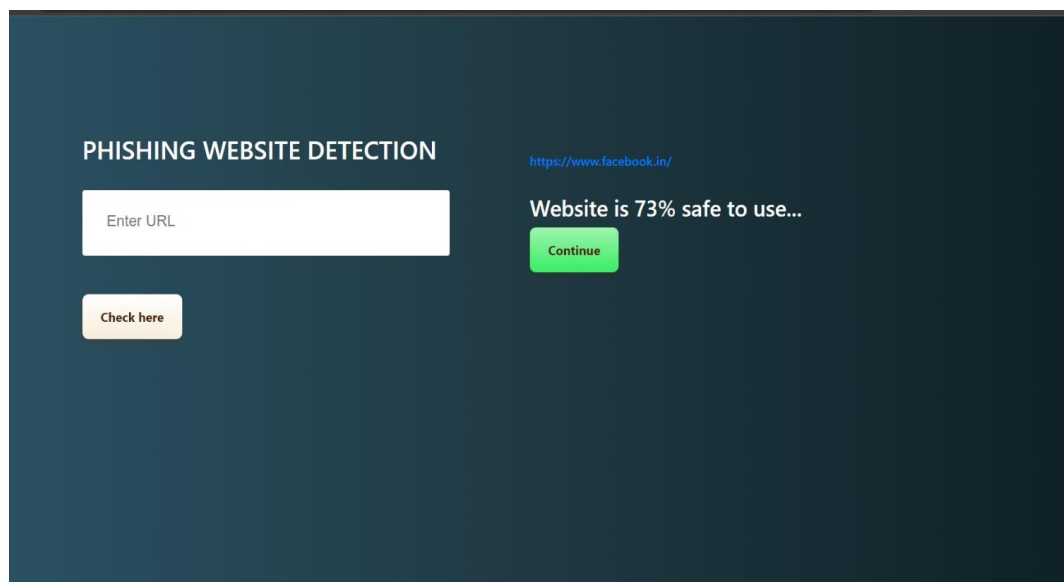 PHISHING WEBSITE DETECTION
Enter URL
Check here
https://www.facebook.in/
Website is 73% safe to use...
Continue